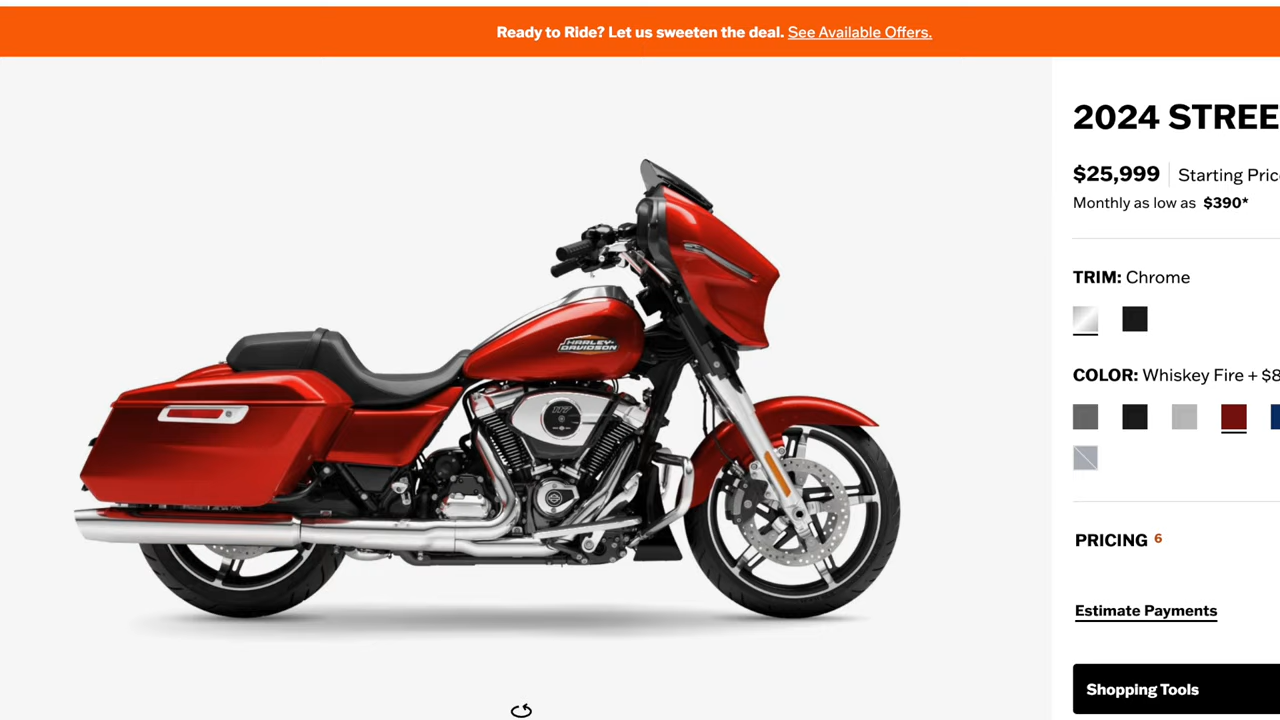 Ready to Ride? Let us sweeten the deal. See Available Offers.
HARLEY-
DAVIDSON
117
2024 STREE
$25,999 Starting Pric
Monthly as low as $390*
TRIM: Chrome
COLOR: Whiskey Fire + $8
PRICING 6
Estimate Payments
Shopping Tools